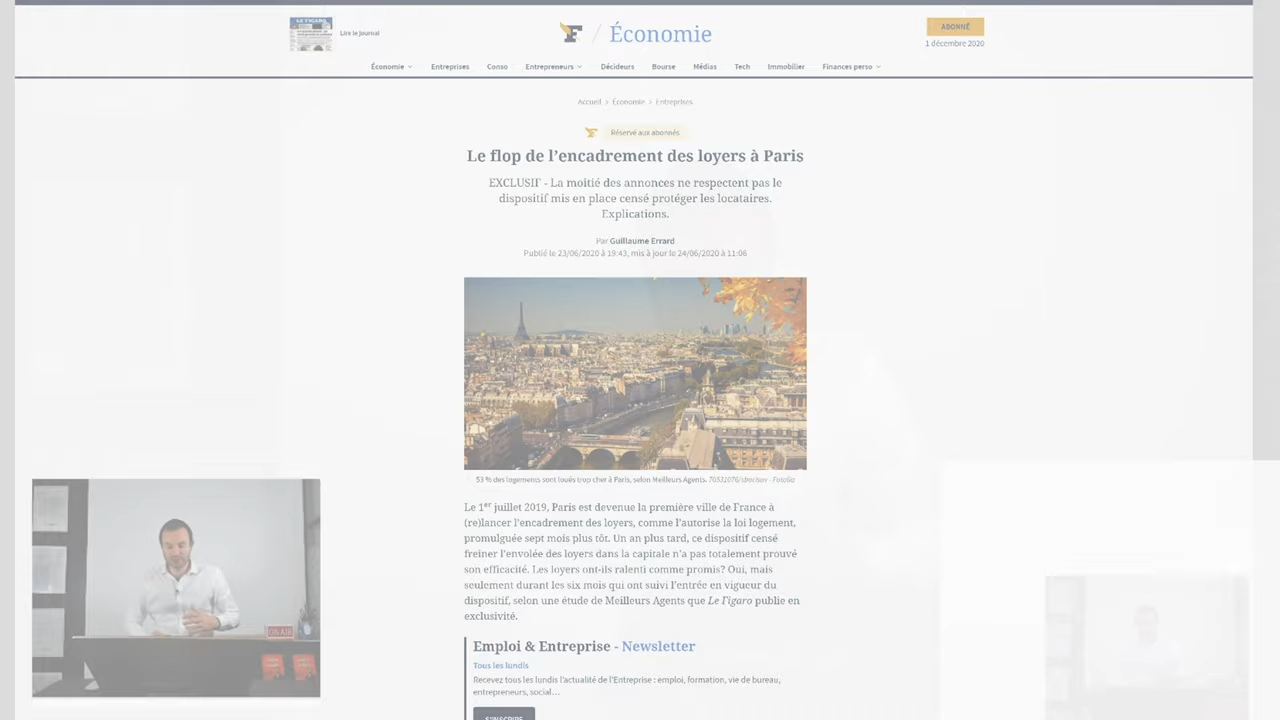 LE FIGARO
Lire le Journal
F / Économie
ABONNÉ
1 décembre 2020
Économie Entreprises Conso Entrepreneurs Décideurs Bourse Médias Tech Immobilier Finances perso
Accueil > Économie > Entreprises
Réservé aux abonnés
Le flop de l'encadrement des loyers à Paris
EXCLUSIF - La moitié des annonces ne respectent pas le
dispositif mis en place censé protéger les locataires.
Explications.
Par Guillaume Errard
Publié le 23/06/2020 à 19:43, mis à jour le 24/06/2020 à 11:06
53 % des logements sont loués trop cher à Paris, selon Meilleurs Agents. - Fotolia
Le 1er juillet 2019, Paris est devenue la première ville de France à
(re)lancer l'encadrement des loyers, comme l'autorise la loi logement,
promulguée sept mois plus tôt. Un an plus tard, ce dispositif censé
freiner l'envolée des loyers dans la capitale n'a pas totalement prouvé
son efficacité. Les loyers ont-ils ralenti comme promis? Oui, mais
seulement durant les six mois qui ont suivi l'entrée en vigueur du
dispositif, selon une étude de Meilleurs Agents que Le Figaro publie en
exclusivité.
Emploi & Entreprise - Newsletter
Tous les lundis
Recevez tous les lundis l'actualité de l'Entreprise : emploi, formation, vie de bureau,
entrepreneurs, social…
S'INSCRIRE
ON AIR